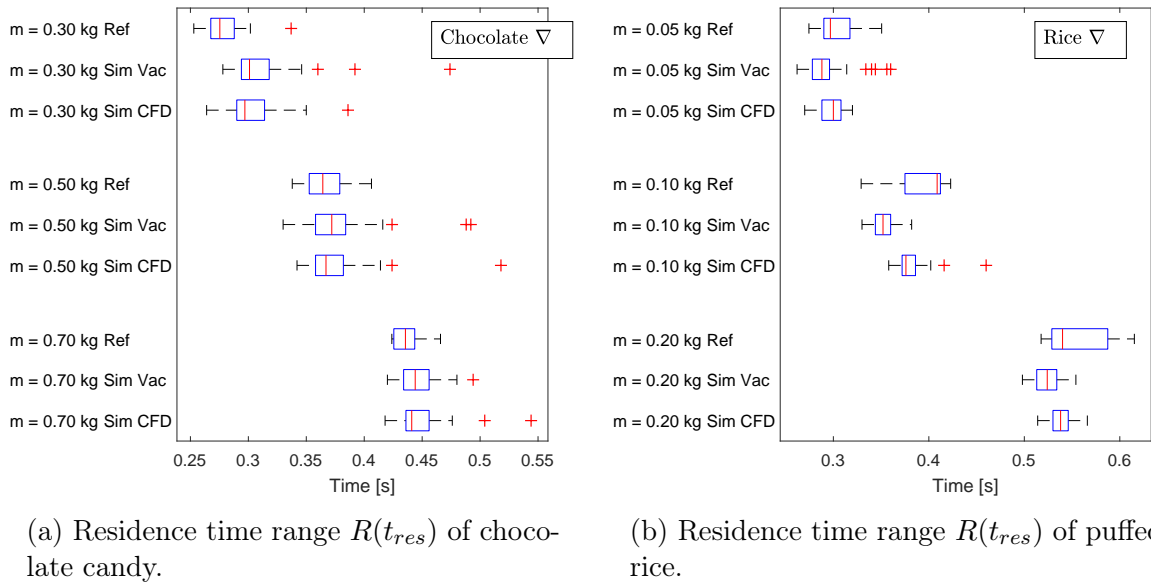 m = 0.30 kg Ref
m = 0.30 kg Sim Vac
m = 0.30 kg Sim CFD
m = 0.50 kg Ref
m = 0.50 kg Sim Vac
m = 0.50 kg Sim CFD
m = 0.70 kg Ref
m = 0.70 kg Sim Vac
m = 0.70 kg Sim CFD
Chocolate ∇
0.25 0.3 0.35 0.4 0.45 0.5 0.55
Time [s]
(a) Residence time range R(t_{res}) of choco-
late candy.
m = 0.05 kg Ref
m = 0.05 kg Sim Vac
m = 0.05 kg Sim CFD
m = 0.10 kg Ref
m = 0.10 kg Sim Vac
m = 0.10 kg Sim CFD
m = 0.20 kg Ref
m = 0.20 kg Sim Vac
m = 0.20 kg Sim CFD
Rice ∇
0.3 0.4 0.5 0.6
Time [s]
(b) Residence time range R(t_{res}) of puffe
rice.